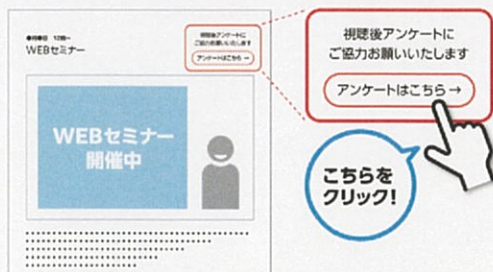 ●月●日 12時~
WEBセミナー
視聴後アンケートに
ご協力お願いいたします
アンケートはこちら→
WEBセミナー
開催中
視聴後アンケートに
ご協力お願いいたします
アンケートはこちら→
こちらを
クリック!